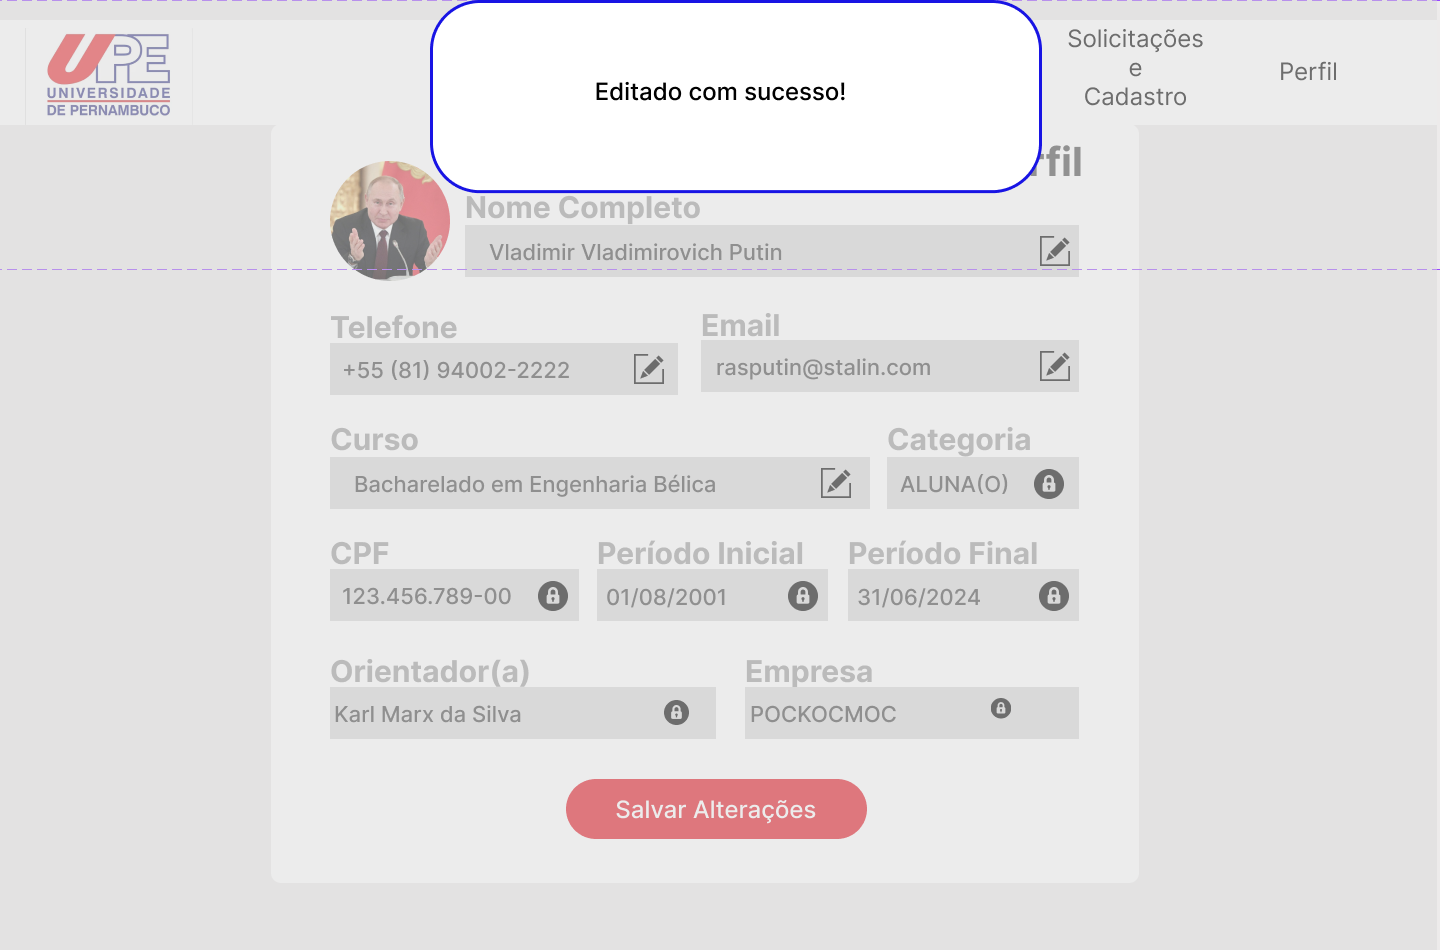 UPE
UNIVERSIDADE
DE PERNAMBUCO
Editado com sucesso!
Solicitações
e
Cadastro
Perfil
rfil
Nome Completo
Vladimir Vladimirovich Putin
Telefone
Email
+55 (81) 94002-2222
rasputin@stalin.com
Curso
Categoria
Bacharelado em Engenharia Bélica
ALUNA(O)
CPF
Período Inicial
Período Final
123.456.789-00
01/08/2001
31/06/2024
Orientador(a)
Empresa
Karl Marx da Silva
POCKOCMOC
Salvar Alterações